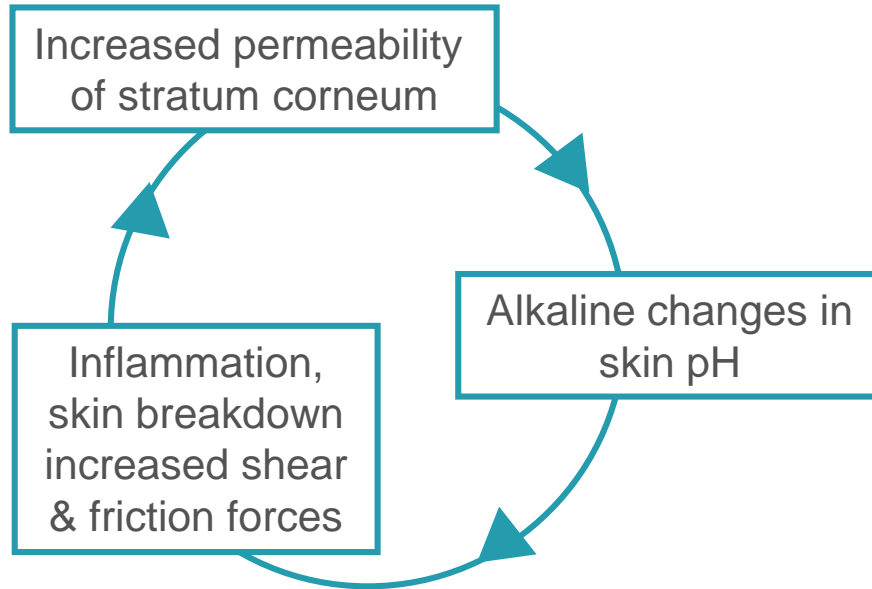 Increased permeability
of stratum corneum
Alkaline changes in
skin pH
Inflammation,
skin breakdown
increased shear
& friction forces